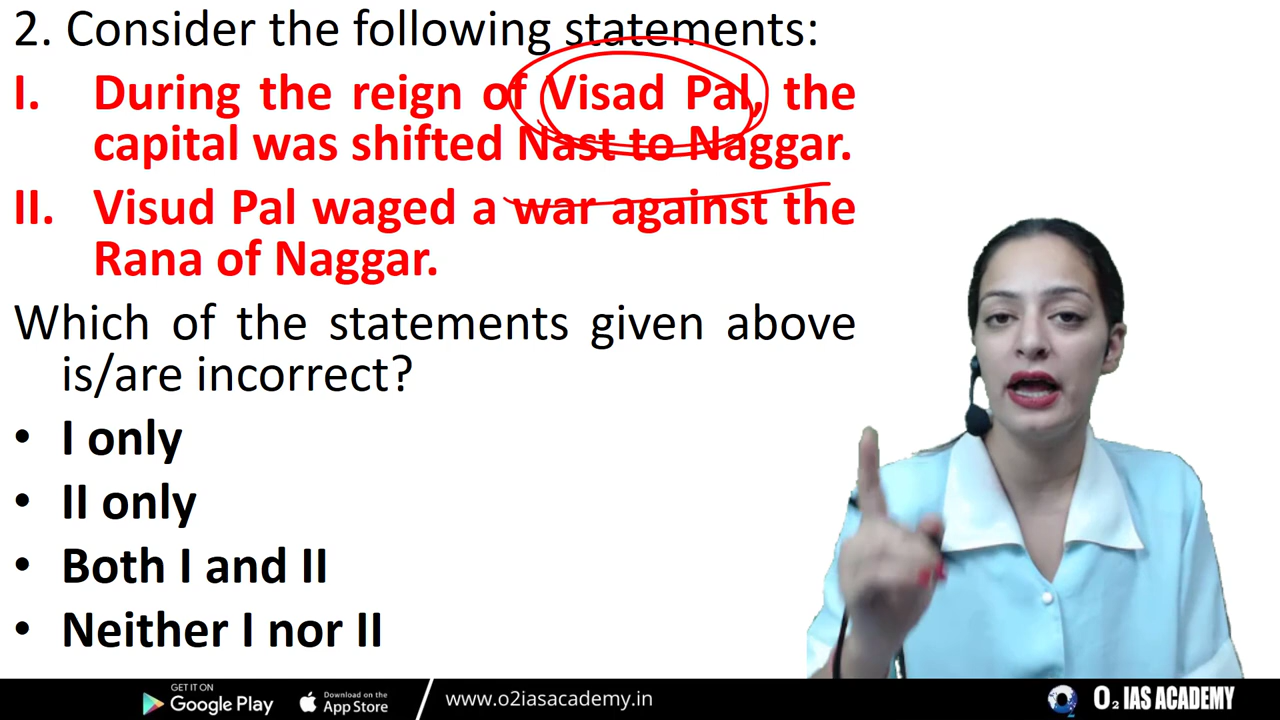 2. Consider the following statements:
I. During the reign of Visad Pal, the
capital was shifted Nast to Naggar.
II. Visud Pal waged a war against the
Rana of Naggar.
Which of the statements given above
is/are incorrect?
• I only
• II only
• Both I and II
• Neither I nor II
GET IT ON
Google Play
Download on the
App Store
www.o2iasacademy.in
O₂ IAS ACADEMY